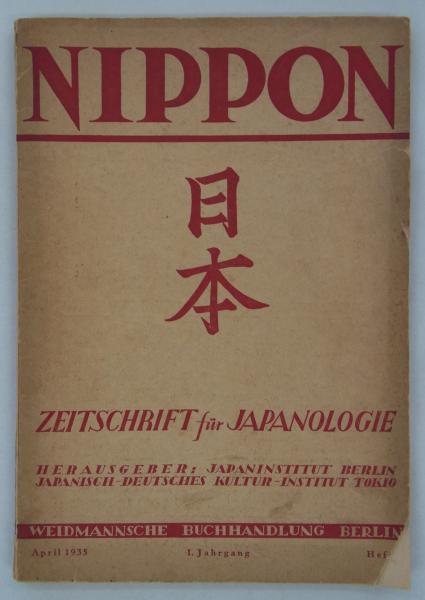 NIPPON
日
本
ZEITSCHRIFT für JAPANOLOGIE
HERAUSGEBER: JAPANINSTITUT BERLIN
JAPANISCH-DEUTSCHES KULTUR-INSTITUT TOKIO
WEIDMANNSCHE BUCHHANDLUNG BERLIN
April 1935 1. Jahrgang Heft